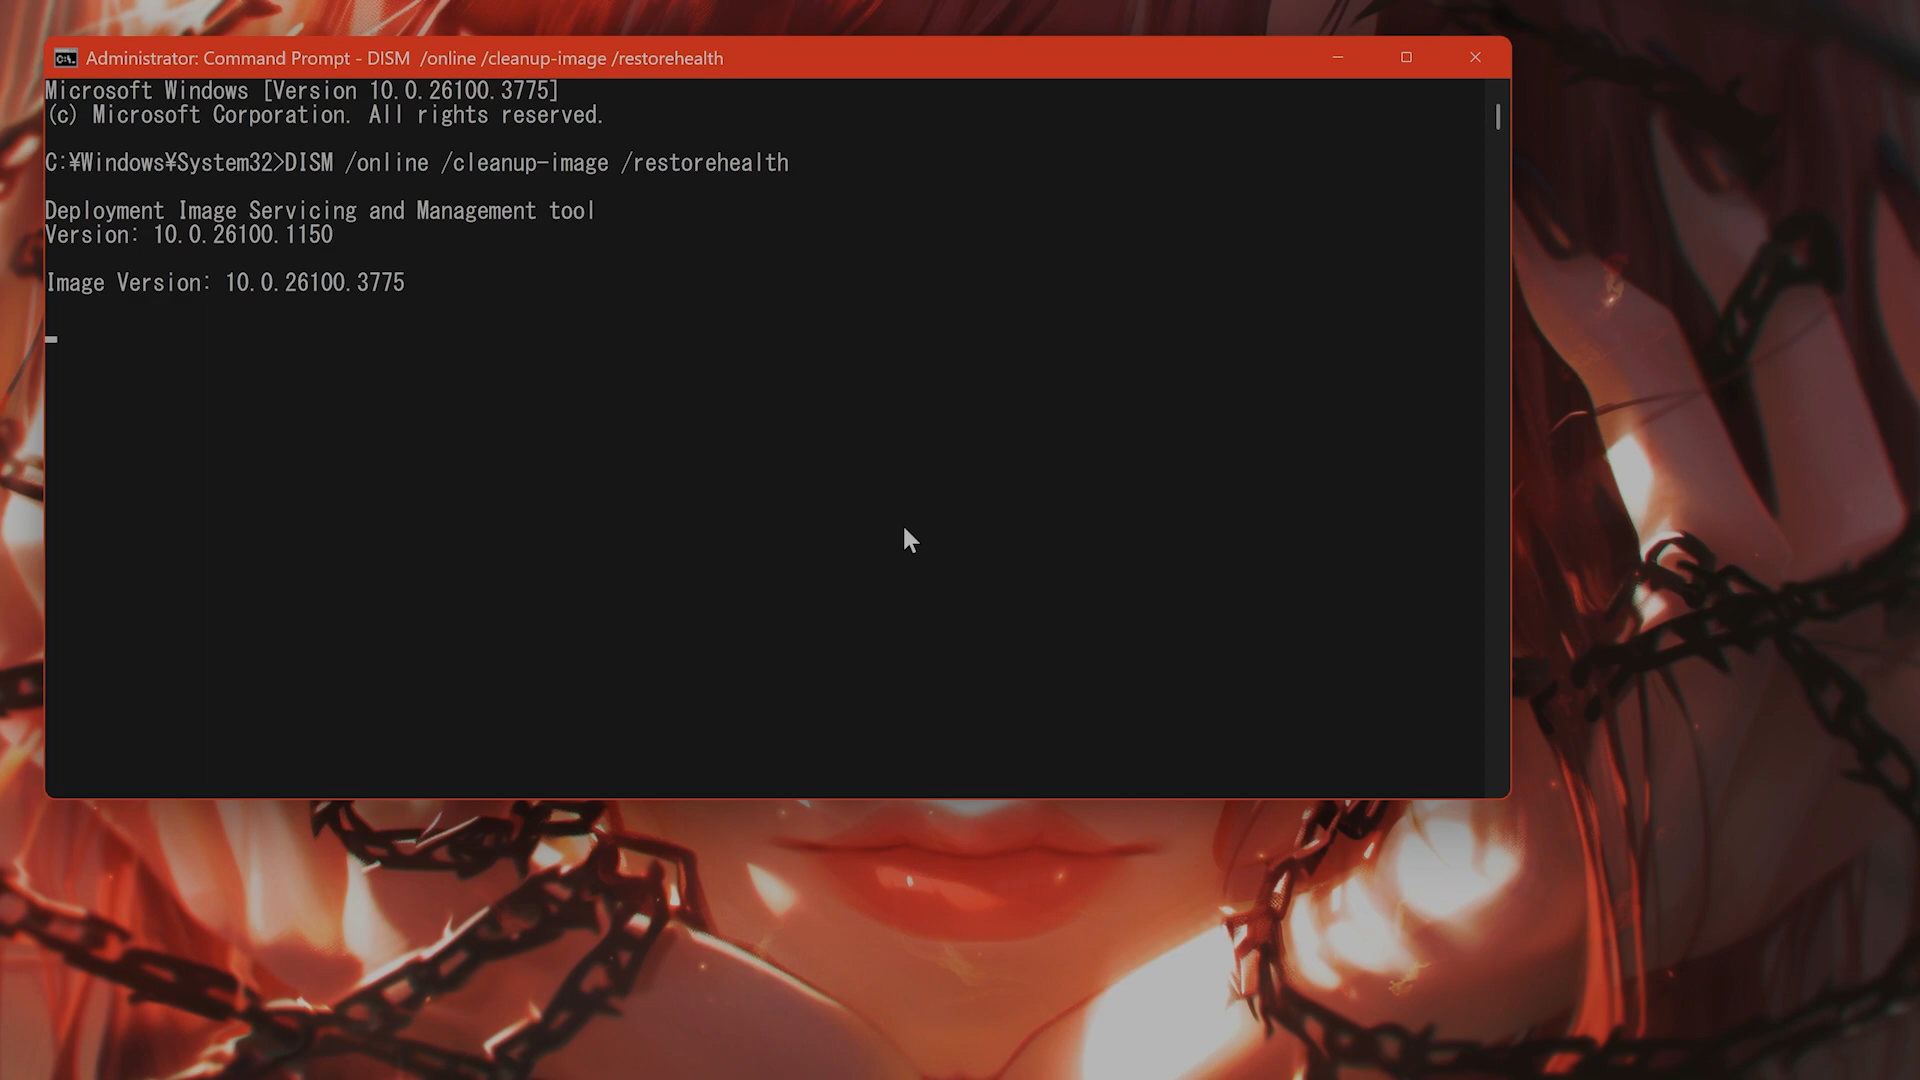 Administrator: Command Prompt - DISM  /online /cleanup-image /restorehealth
Microsoft Windows [Version 10.0.26100.3775]
(c) Microsoft Corporation. All rights reserved.
C:¥Windows¥System32>DISM /online /cleanup-image /restorehealth
Deployment Image Servicing and Management tool
Version: 10.0.26100.1150
Image Version: 10.0.26100.3775